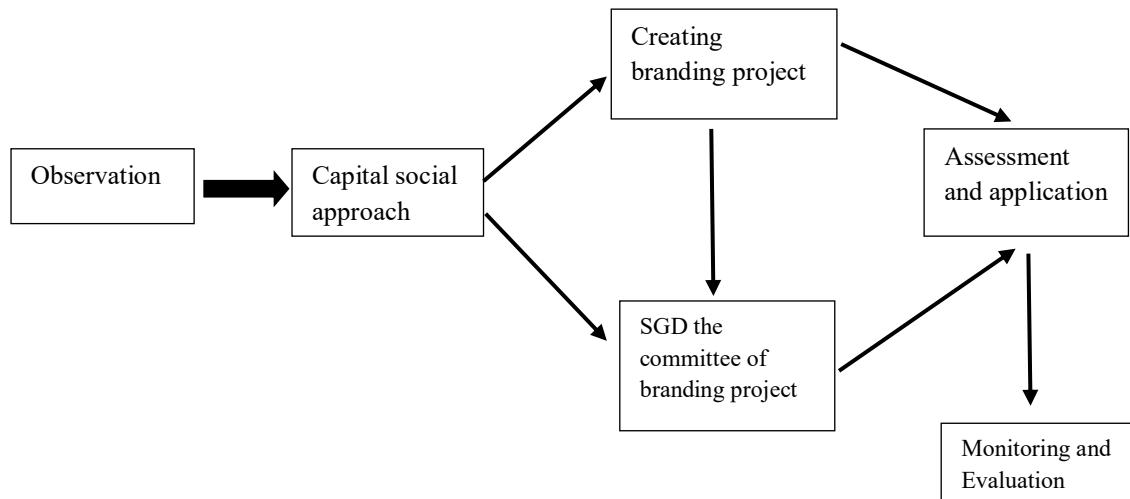 Observation
Capital social
approach
Creating
branding project
SGD the
committee of
branding project
Assessment
and application
Monitoring and
Evaluation